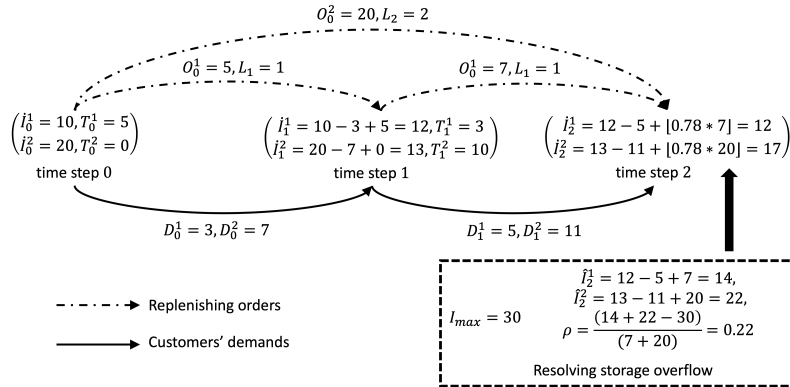 O_0^2 = 20, L_2 = 2
O_0^1 = 5, L_1 = 1
O_0^1 = 7, L_1 = 1
(İ_0^1 = 10, T_0^1 = 5
İ_0^2 = 20, T_0^2 = 0)
time step 0
(İ_1^1 = 10 − 3 + 5 = 12, T_1^1 = 3
İ_1^2 = 20 − 7 + 0 = 13, T_1^2 = 10)
time step 1
(İ_2^1 = 12 − 5 + ⌊0.78 * 7⌋ = 12
İ_2^2 = 13 − 11 + ⌊0.78 * 20⌋ = 17)
time step 2
D_0^1 = 3, D_0^2 = 7
D_1^1 = 5, D_1^2 = 11
Replenishing orders
Customers’ demands
I_max = 30
Î_2^1 = 12 − 5 + 7 = 14,
Î_2^2 = 13 − 11 + 20 = 22,
ρ = (14 + 22 − 30) / (7 + 20) = 0.22
Resolving storage overflow